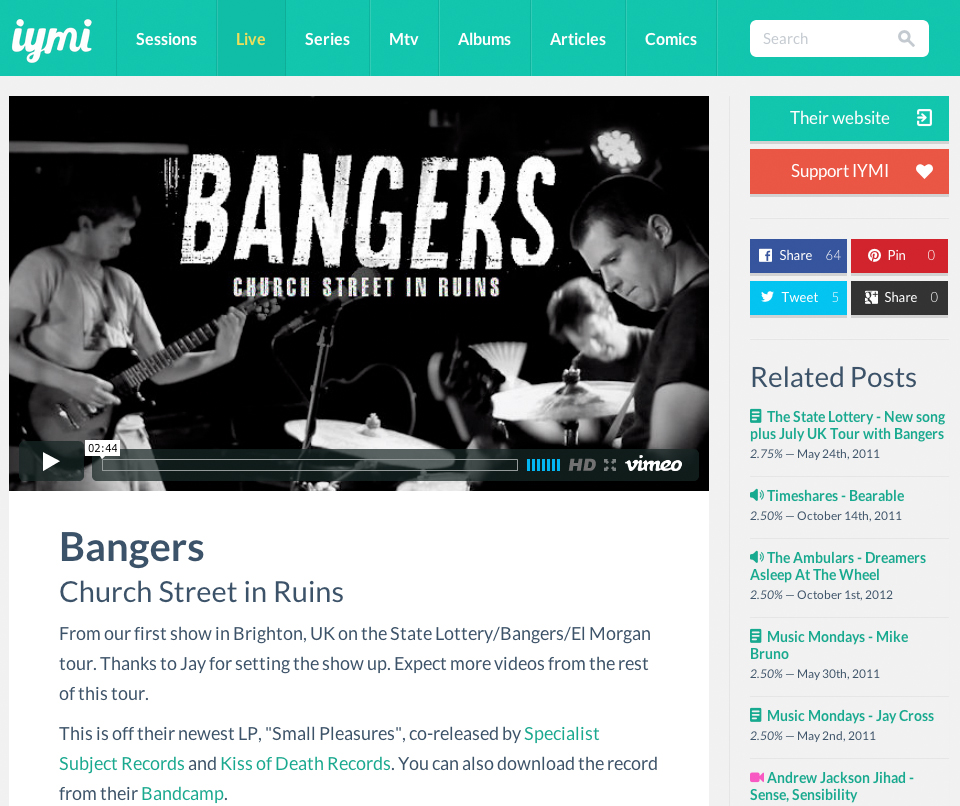 iymi
Sessions
Live
Series
Mtv
Albums
Articles
Comics
Search
BANGERS
CHURCH STREET IN RUINS
02:44
HD
vimeo
Bangers
Church Street in Ruins
From our first show in Brighton, UK on the State Lottery/Bangers/El Morgan
tour. Thanks to Jay for setting the show up. Expect more videos from the rest
of this tour.
This is off their newest LP, "Small Pleasures", co-released by Specialist
Subject Records and Kiss of Death Records. You can also download the record
from their Bandcamp.
Their website
Support IYMI
Share 64
Pin 0
Tweet 5
Share 0
Related Posts
The State Lottery - New song
plus July UK Tour with Bangers
2.75% — May 24th, 2011
Timeshares - Bearable
2.50% — October 14th, 2011
The Ambulars - Dreamers
Asleep At The Wheel
2.50% — October 1st, 2012
Music Mondays - Mike
Bruno
2.50% — May 30th, 2011
Music Mondays - Jay Cross
2.50% — May 2nd, 2011
Andrew Jackson Jihad -
Sense, Sensibility